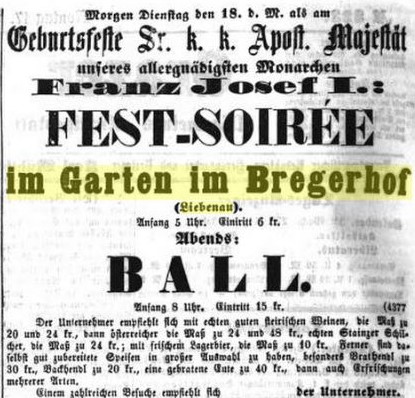 Morgen Dienstag den 18. d. M. als am
Geburtsfeste Sr. k. k. Apost. Majestät
unseres allergnädigsten Monarchen
Franz Josef I.:
FEST-SOIRÉE
im Garten im Bregerhof
(Liebenau).
Anfang 5 Uhr. Eintritt 6 kr.
Abends:
BALL.
Anfang 8 Uhr. Eintritt 15 kr. (4377
Der Unternehmer empfiehlt sich mit echten guten steirischen Weinen, die Maß zu
20 und 24 kr., dann österreicher die Maß zu 24 und 48 kr., echten Stainzer Schil-
cher, die Maß zu 24 kr.; mit frischem Lagerbier, die Maß zu 10 kr. Ferner, sind da-
selbst gut zubereitete Speisen in großer Auswahl zu haben, besonders Brathendl zu
30 kr., Backhendl zu 20 kr., eine gebratene Ente zu 40 kr., dann auch Erfrischungen
mehrerer Arten.
Einem zahlreichen Besuche empfiehlt sich der Unternehmer.